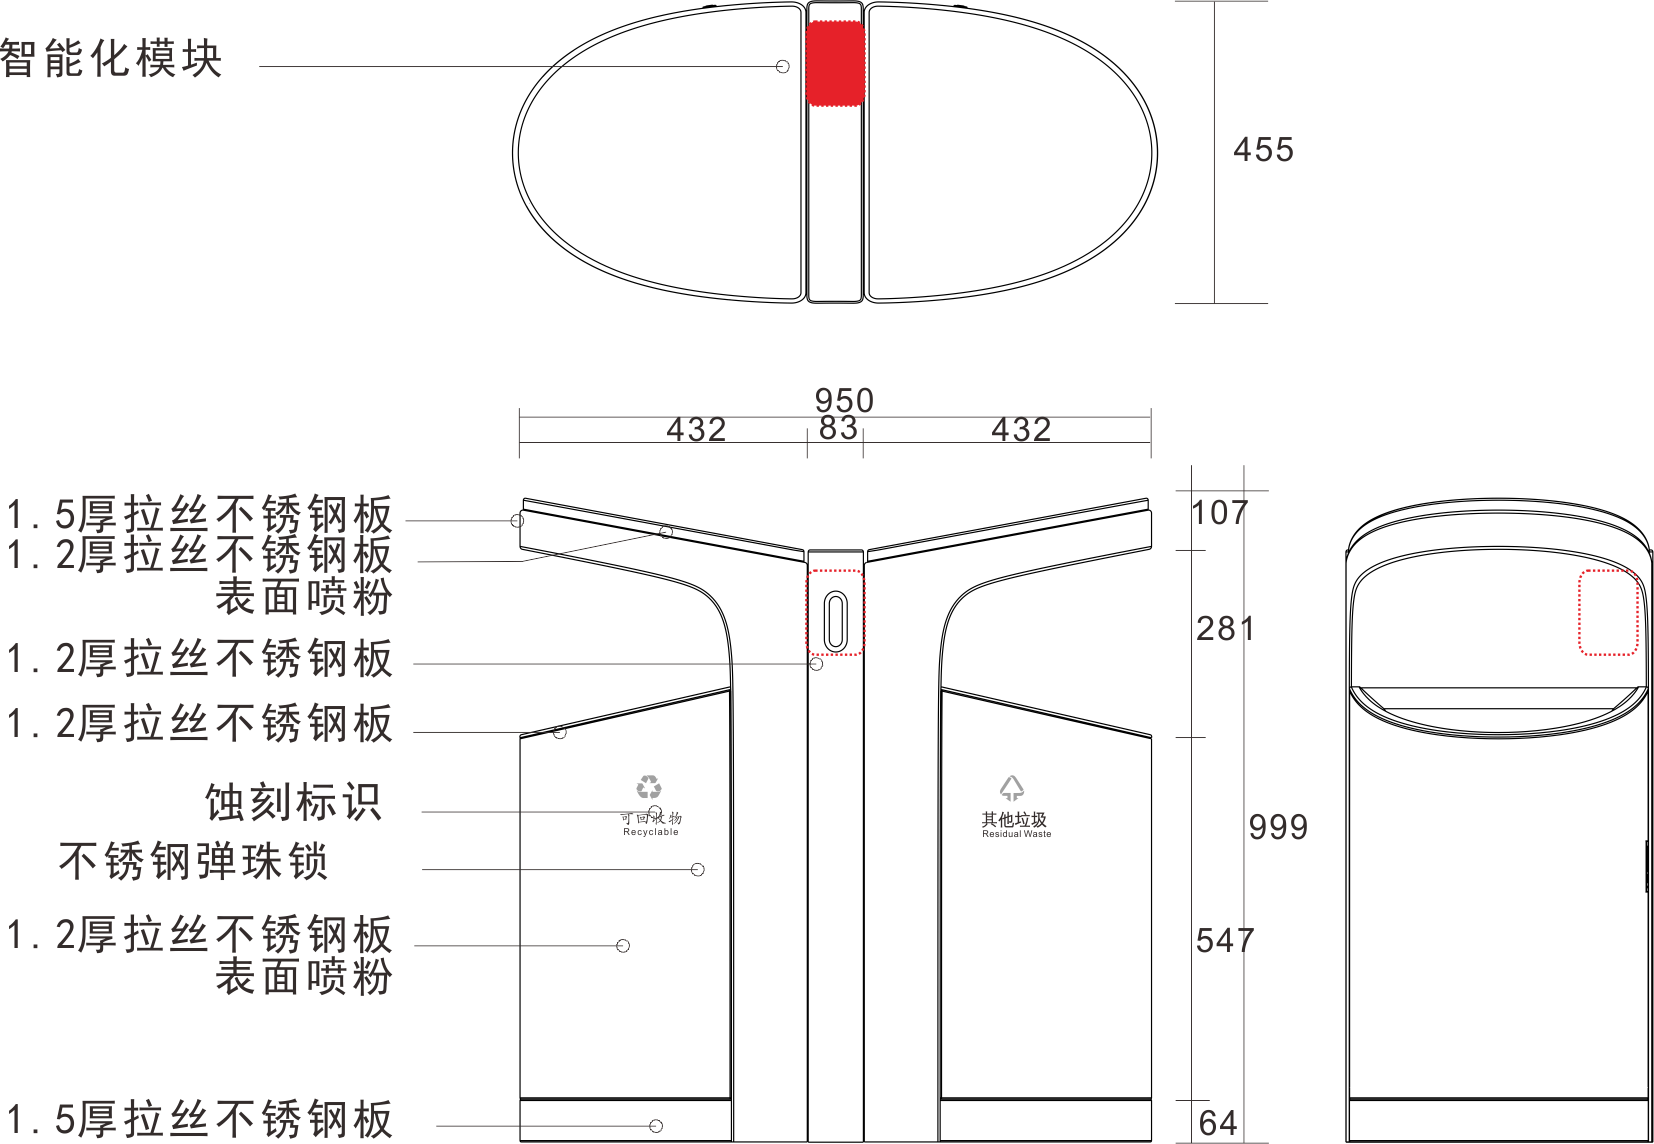 智能化模块
455
950
432
83
432
1.5厚拉丝不锈钢板
107
1.2厚拉丝不锈钢板
表面喷粉
281
1.2厚拉丝不锈钢板
1.2厚拉丝不锈钢板
蚀刻标识
可回收物
Recyclable
其他垃圾
Residual Waste
999
不锈钢弹珠锁
1.2厚拉丝不锈钢板
表面喷粉
547
1.5厚拉丝不锈钢板
64